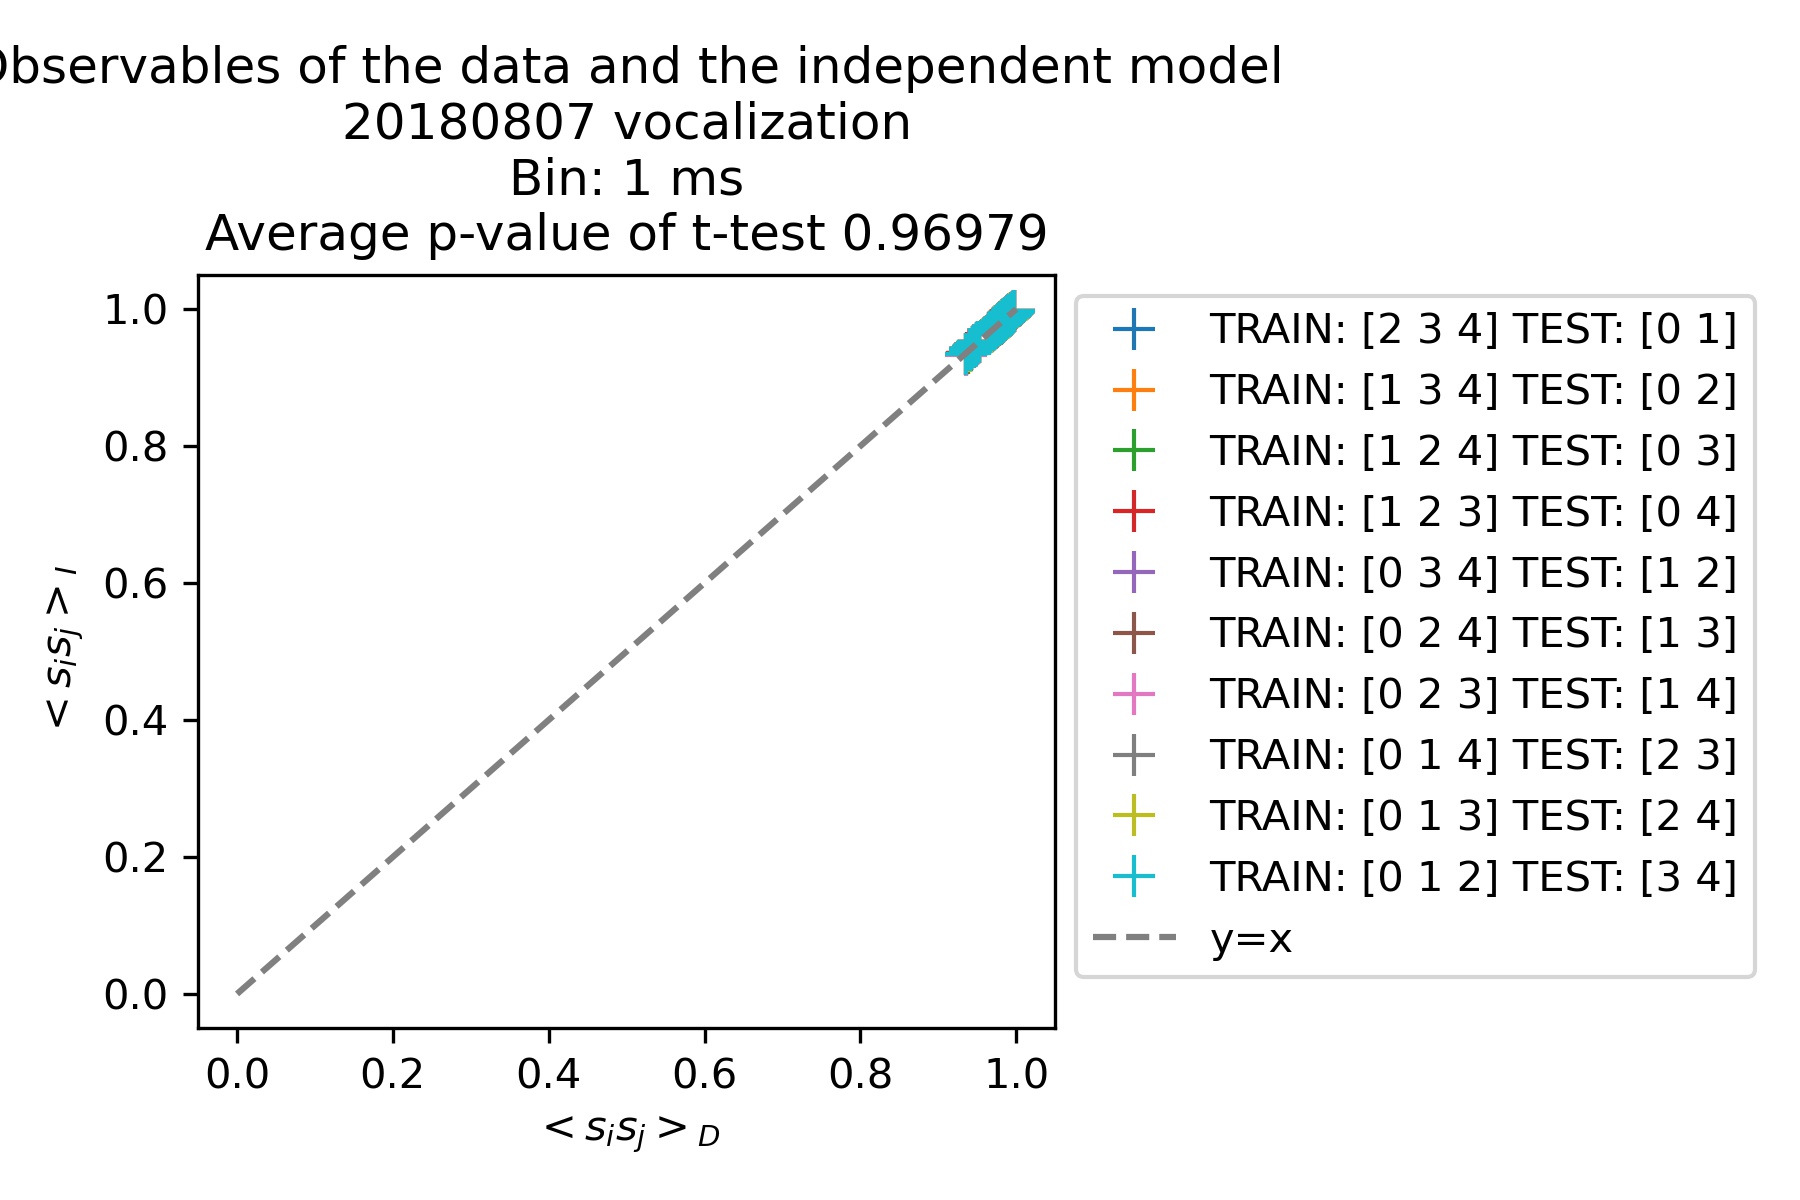 Observables of the data and the independent model
20180807 vocalization
Bin: 1 ms
Average p-value of t-test 0.96979
1.0
0.8
0.6
0.4
0.2
0.0
0.0 0.2 0.4 0.6 0.8 1.0
< s_i s_j >_I
< s_i s_j >_D
TRAIN: [2 3 4] TEST: [0 1]
TRAIN: [1 3 4] TEST: [0 2]
TRAIN: [1 2 4] TEST: [0 3]
TRAIN: [1 2 3] TEST: [0 4]
TRAIN: [0 3 4] TEST: [1 2]
TRAIN: [0 2 4] TEST: [1 3]
TRAIN: [0 2 3] TEST: [1 4]
TRAIN: [0 1 4] TEST: [2 3]
TRAIN: [0 1 3] TEST: [2 4]
TRAIN: [0 1 2] TEST: [3 4]
y=x